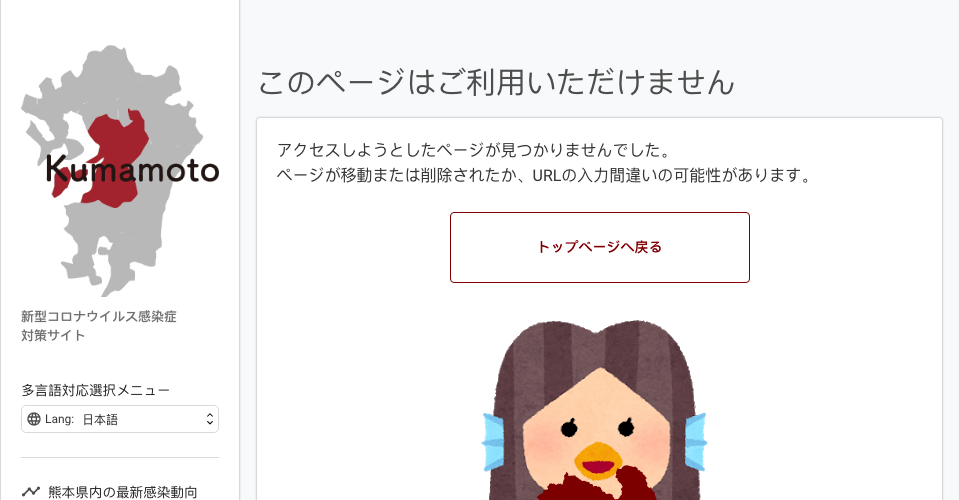 Kumamoto
新型コロナウイルス感染症
対策サイト
多言語対応選択メニュー
Lang: 日本語
熊本県内の最新感染動向
このページはご利用いただけません
アクセスしようとしたページが見つかりませんでした。
ページが移動または削除されたか、URLの入力間違いの可能性があります。
トップページへ戻る